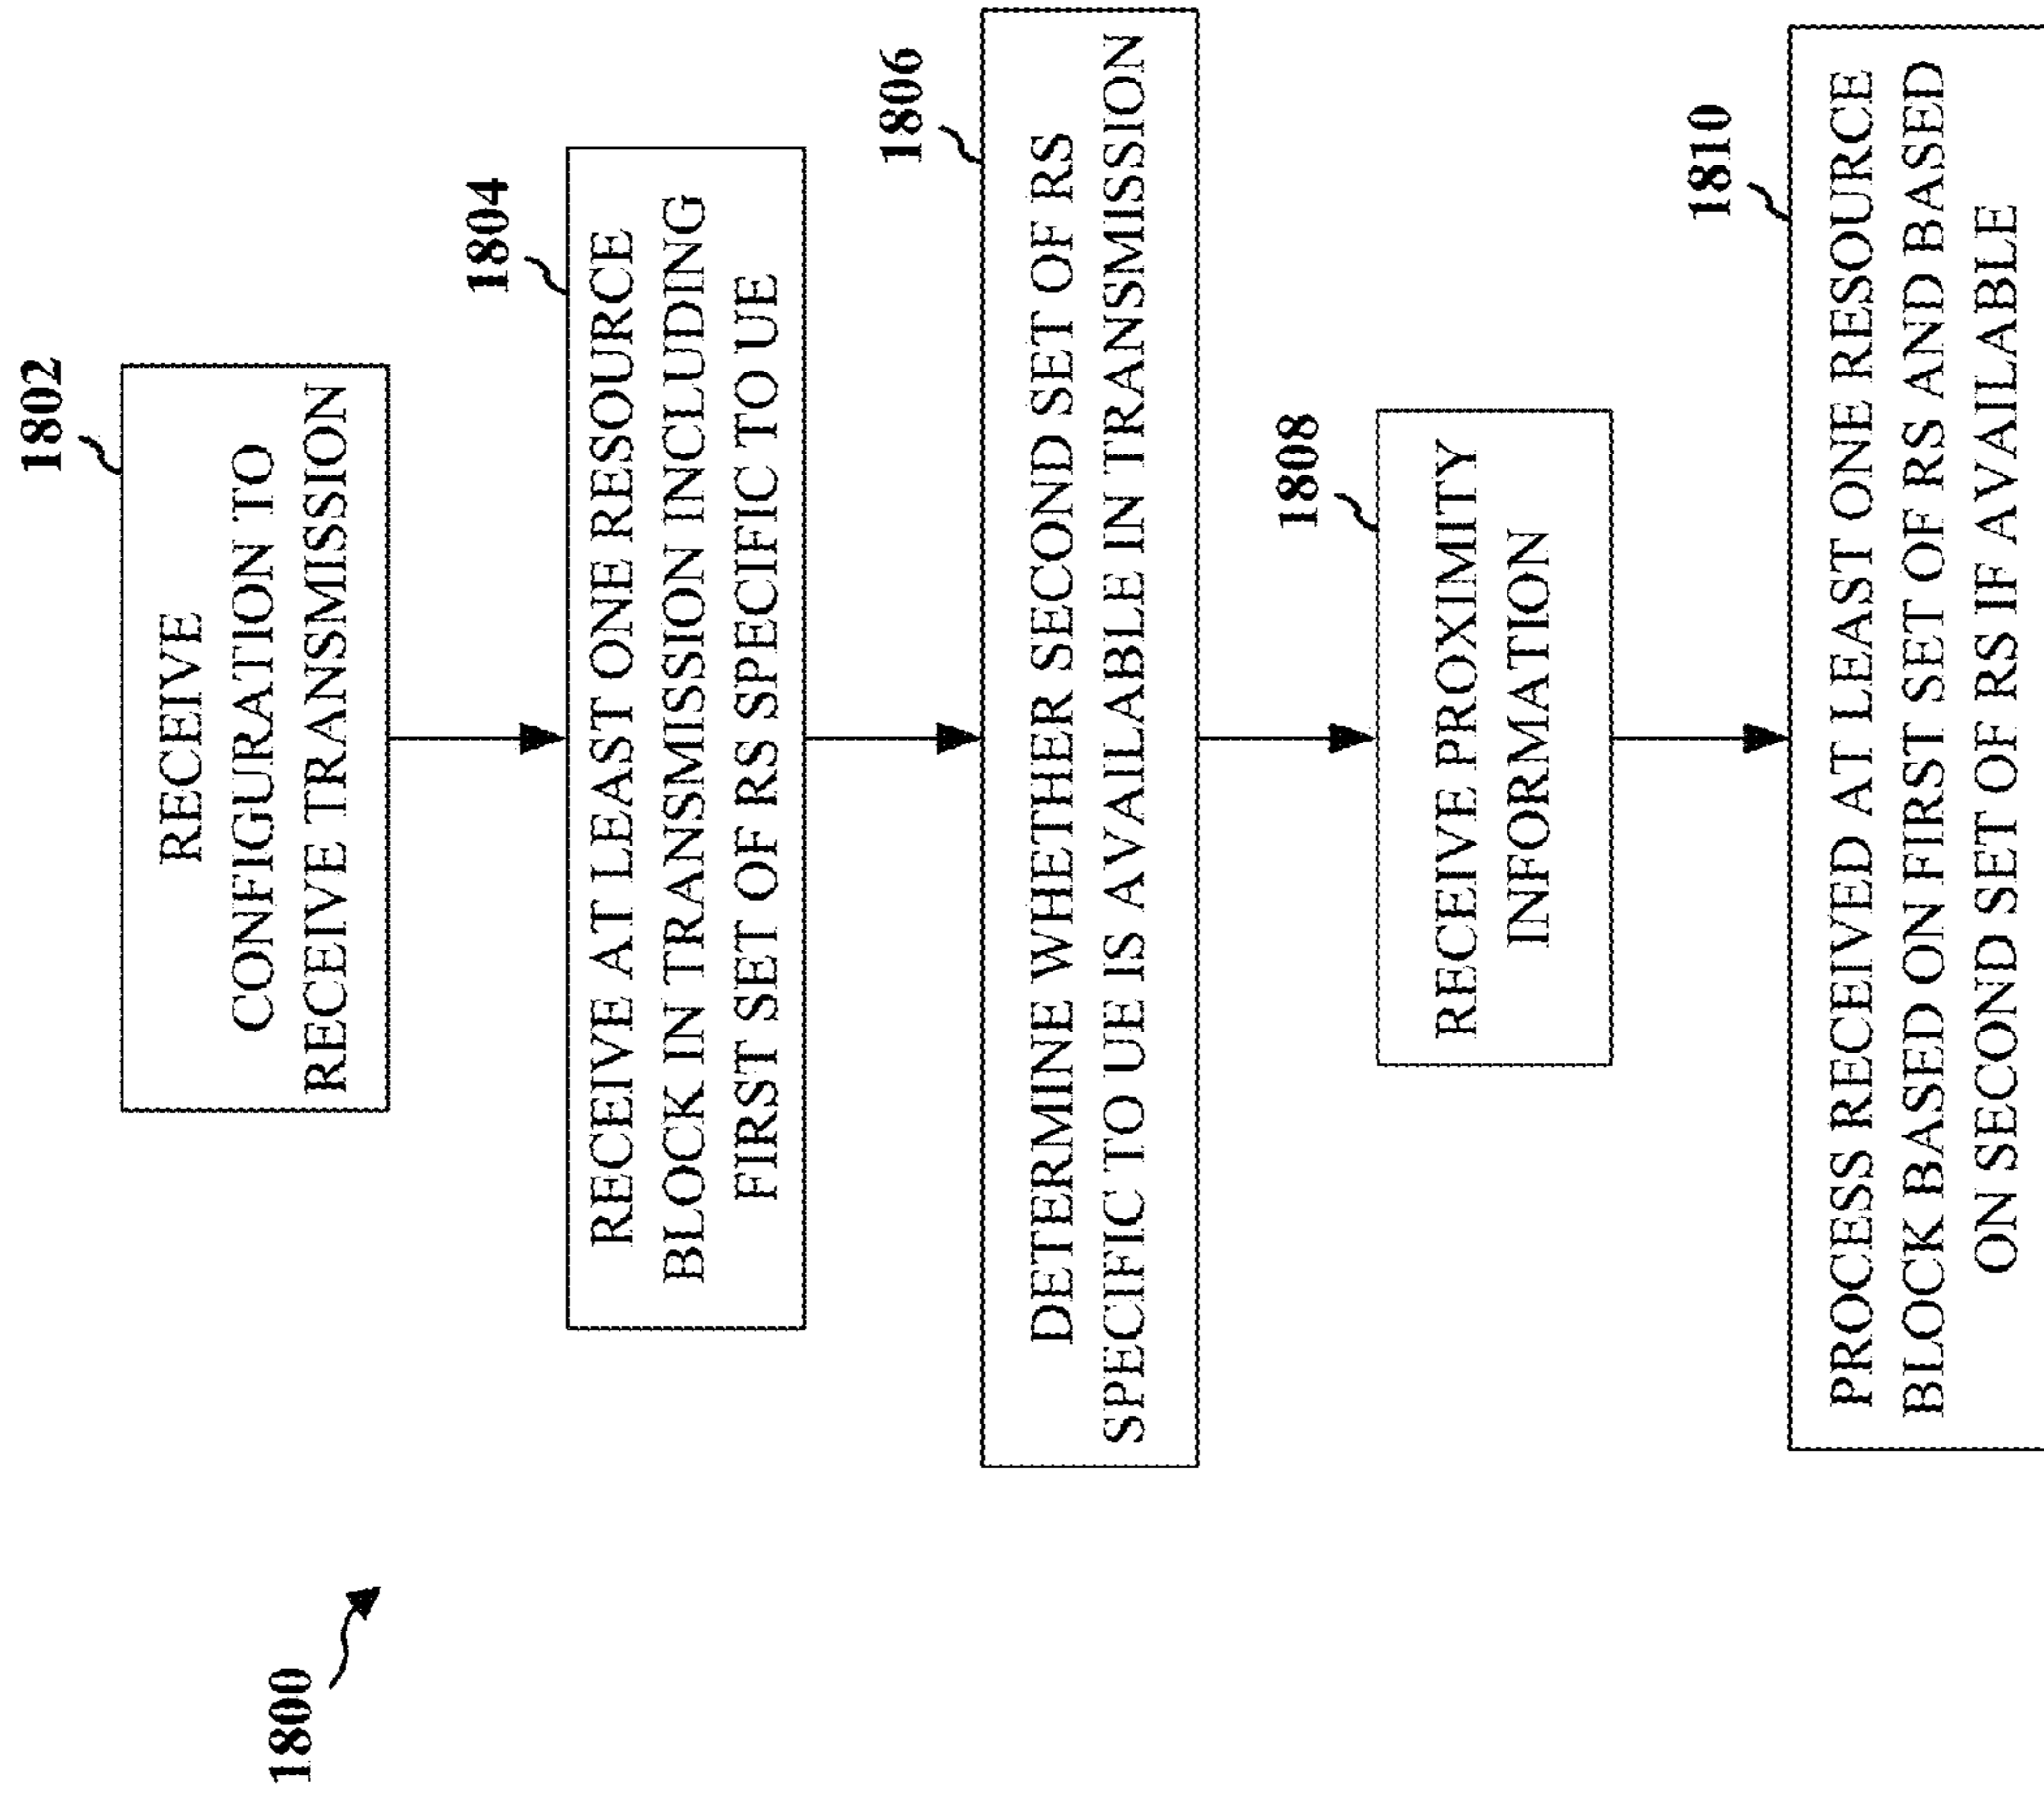 1800
1802
RECEIVE
CONFIGURATION TO
RECEIVE TRANSMISSION
1804
RECEIVE AT LEAST ONE RESOURCE
BLOCK IN TRANSMISSION INCLUDING
FIRST SET OF RS SPECIFIC TO UE
1806
DETERMINE WHETHER SECOND SET OF RS
SPECIFIC TO UE IS AVAILABLE IN TRANSMISSION
1808
RECEIVE PROXIMITY
INFORMATION
1810
PROCESS RECEIVED AT LEAST ONE RESOURCE
BLOCK BASED ON FIRST SET OF RS AND BASED
ON SECOND SET OF RS IF AVAILABLE